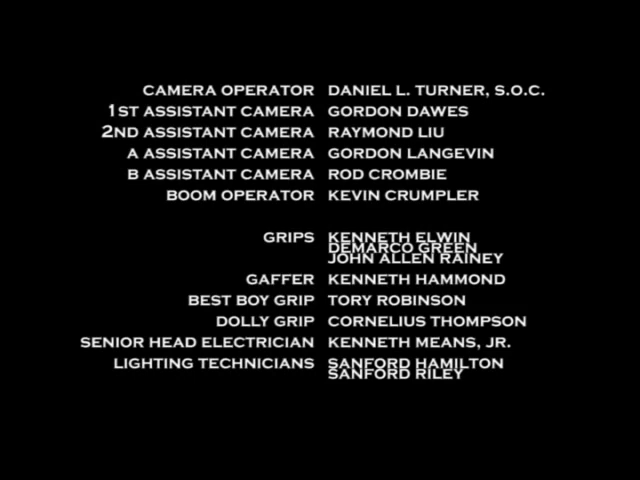 CAMERA OPERATOR DANIEL L. TURNER, S.O.C.
1ST ASSISTANT CAMERA GORDON DAWES
2ND ASSISTANT CAMERA RAYMOND LIU
A ASSISTANT CAMERA GORDON LANGEVIN
B ASSISTANT CAMERA ROD CROMBIE
BOOM OPERATOR KEVIN CRUMPLER
GRIPS KENNETH ELWIN
DEMARCO GREEN
JOHN ALLEN RAINEY
GAFFER KENNETH HAMMOND
BEST BOY GRIP TORY ROBINSON
DOLLY GRIP CORNELIUS THOMPSON
SENIOR HEAD ELECTRICIAN KENNETH MEANS, JR.
LIGHTING TECHNICIANS SANFORD HAMILTON
SANFORD RILEY